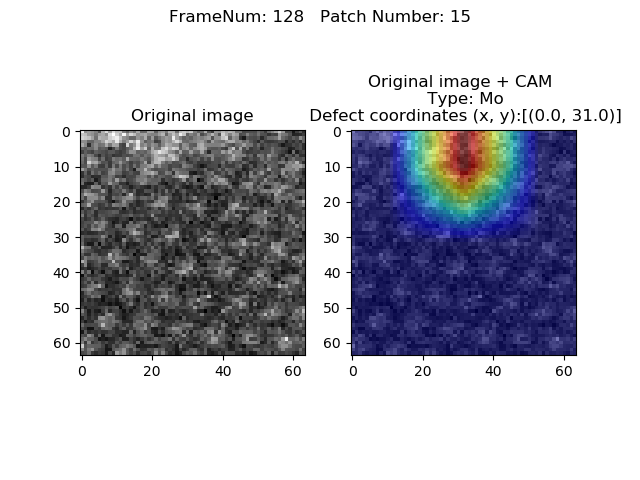 FrameNum: 128   Patch Number: 15
Original image
Original image + CAM
Type: Mo
Defect coordinates (x, y):[(0.0, 31.0)]
0
10
20
30
40
50
60
0 20 40 60
0
10
20
30
40
50
60
0 20 40 60